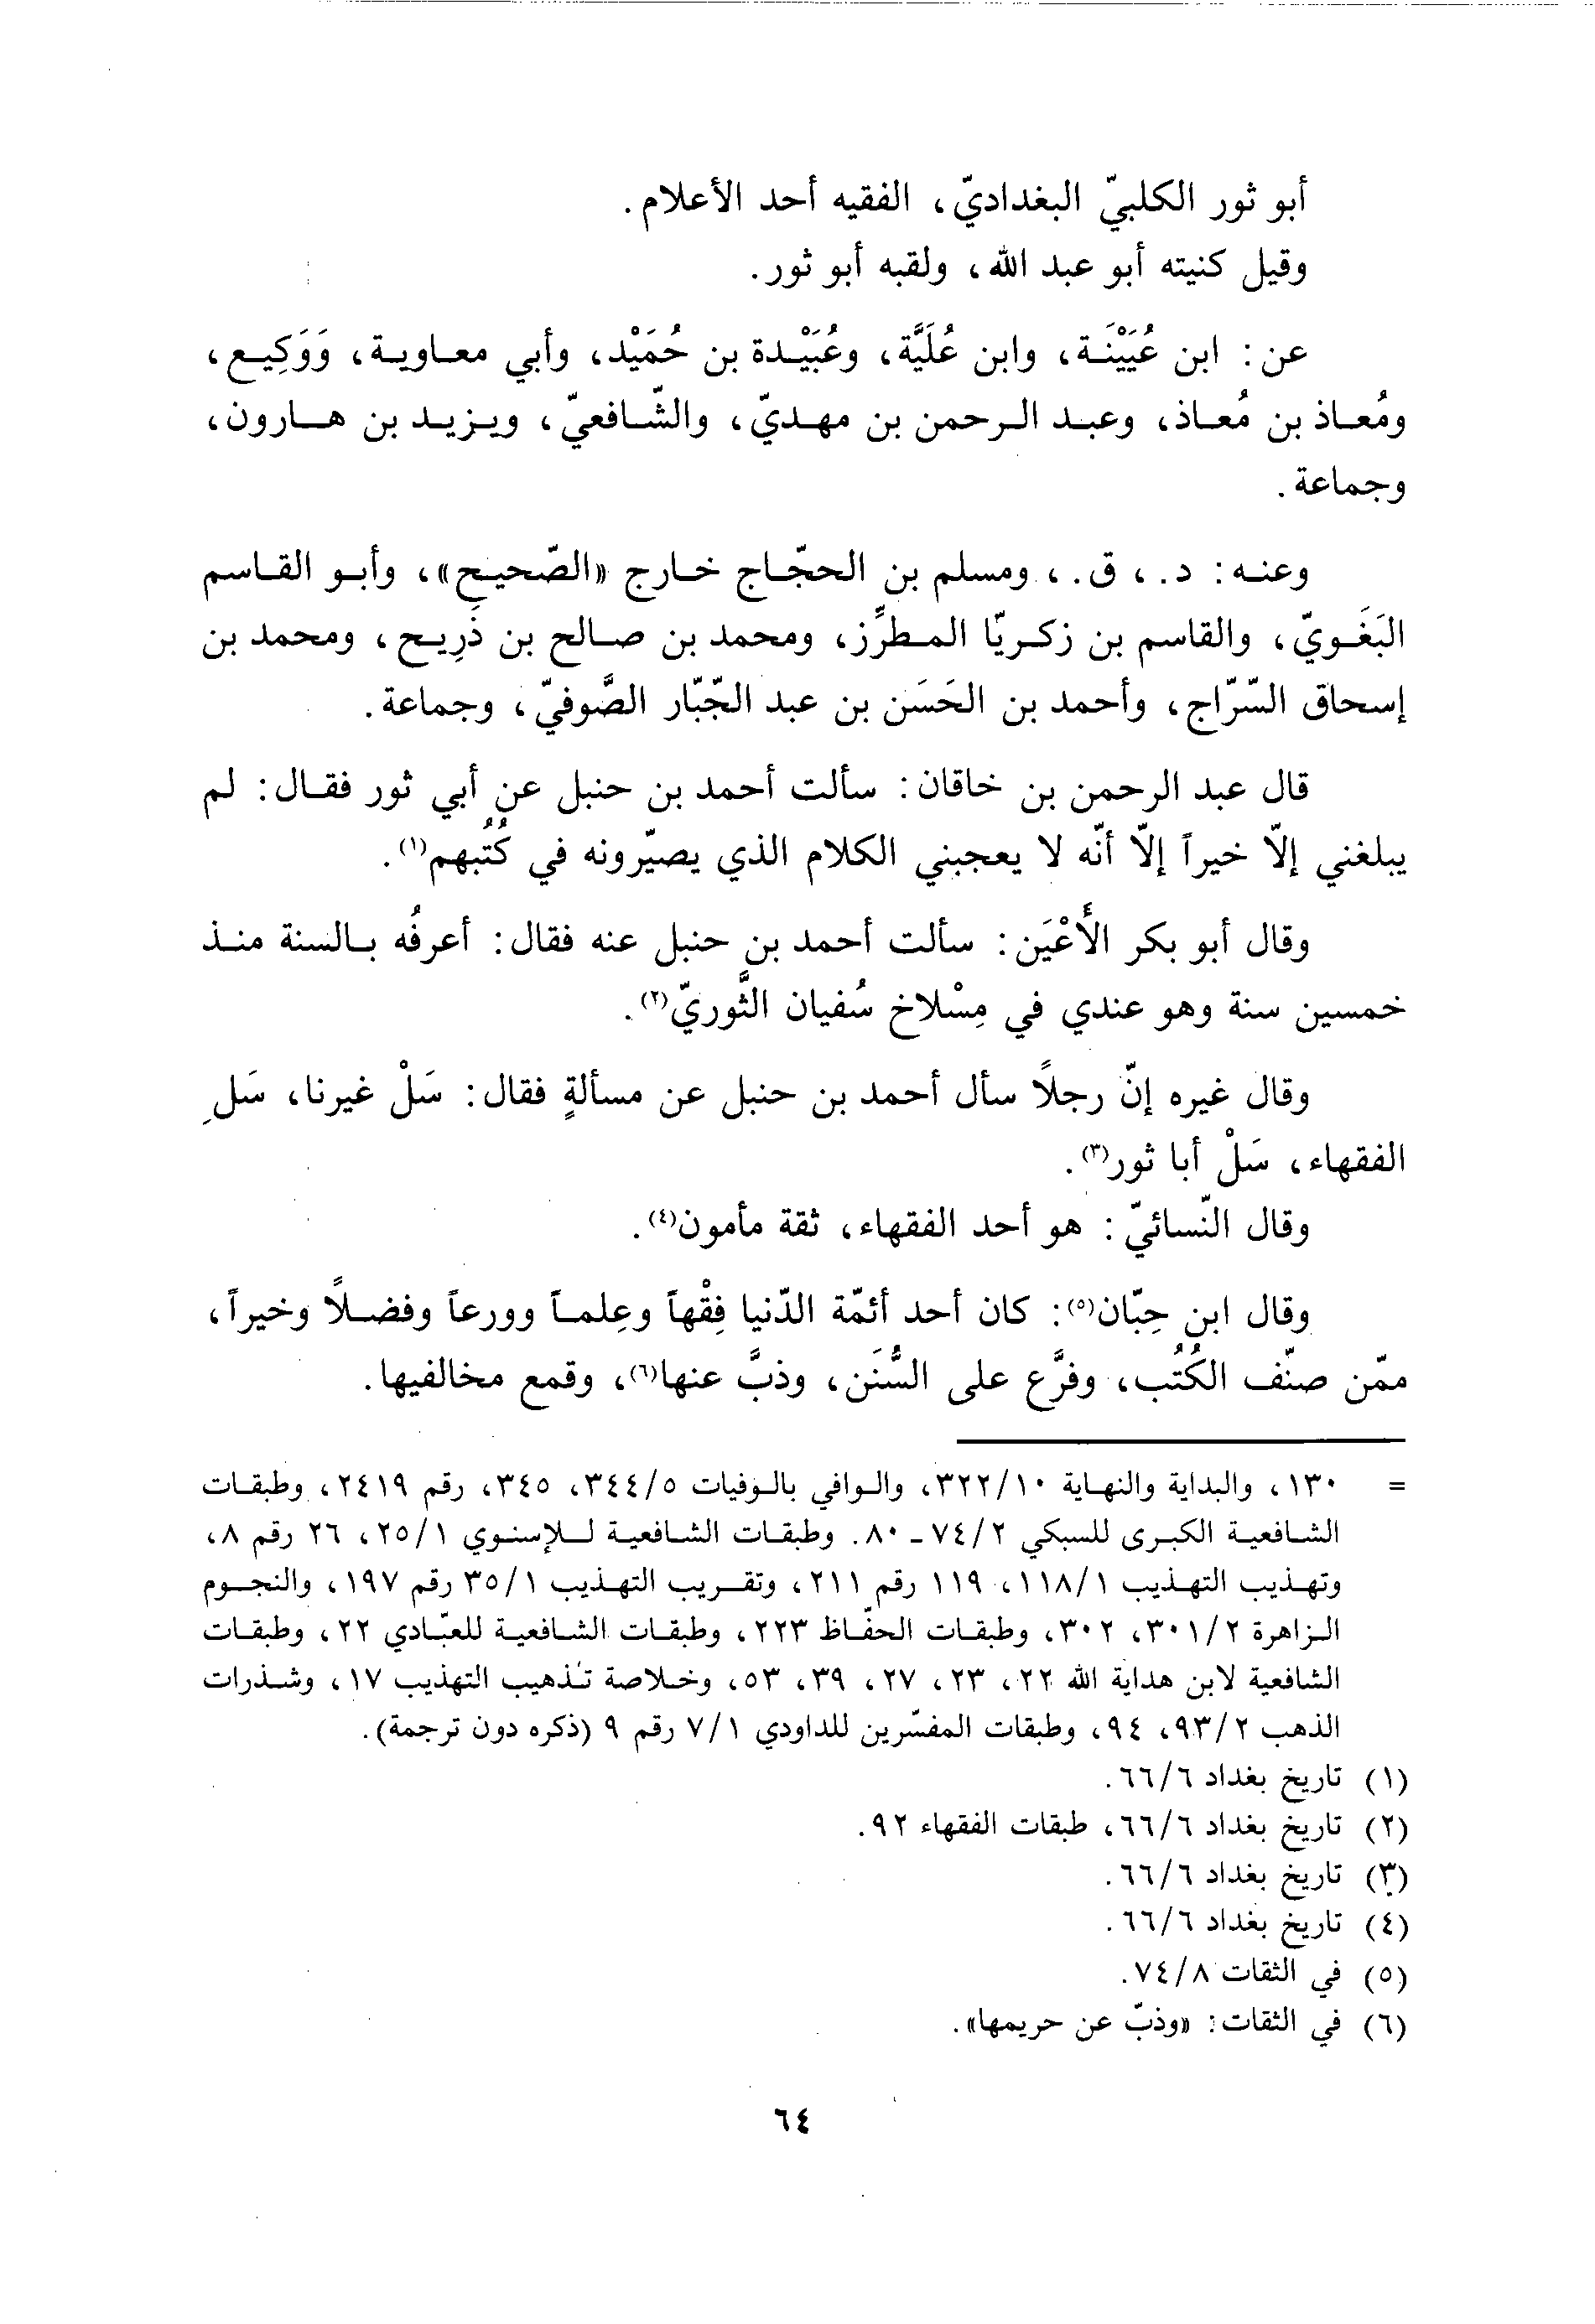 أبو ثور الكلبيّ البغداديّ، الفقيه أحد الأعلام.
وقيل كنيته أبو عبد الله، ولقبه أبو ثور.
عن: ابن عُيَيْنَة، وابن عُلَيَّة، وعُبَيْدة بن حُمَيْد، وأبي معاوية، وَوَكِيع،
ومُعاذ بن مُعاذ، وعبد الرحمن بن مهديّ، والشّافعيّ، ويزيد بن هارون،
وجماعة.
وعنه: د.، ق.، ومسلم بن الحجّاج خارج «الصّحيح»، وأبو القاسم
البَغَويّ، والقاسم بن زكريّا المطرِّز، ومحمد بن صالح بن ذَرِيح، ومحمد بن
إسحاق السّرّاج، وأحمد بن الحَسَن بن عبد الجّبّار الصُّوفيّ، وجماعة.
قال عبد الرحمن بن خاقان: سألت أحمد بن حنبل عن أبي ثور فقال: لم
يبلغني إلّا خيراً إلّا أنّه لا يعجبني الكلام الذي يصيّرونه في كُتُبهم(١).
وقال أبو بكر الأَعْيَن: سألت أحمد بن حنبل عنه فقال: أعرفُه بالسنة منذ
خمسين سنة وهو عندي في مِسْلاخ سُفيان الثَّوريّ(٢).
وقال غيره إنّ رجلاً سأل أحمد بن حنبل عن مسألةٍ فقال: سَلْ غيرنا، سَلِ
الفقهاء، سَلْ أبا ثور(٣).
وقال النّسائيّ: هو أحد الفقهاء، ثقة مأمون(٤).
وقال ابن حِبّان(٥): كان أحد أئمّة الدّنيا فِقْهاً وعِلماً وورعاً وفضلاً وخيراً،
ممّن صنّف الكُتُب، وفرَّع على السُّنَن، وذبَّ عنها(٦)، وقمع مخالفيها.
= ١٣٠، والبداية والنهاية ٣٢٢/١٠، والوافي بالوفيات ٣٤٤/٥، ٣٤٥، رقم ٢٤١٩، وطبقات
الشافعية الكبرى للسبكي ٧٤/٢ ـ ٨٠. وطبقات الشافعية للإسنوي ٢٥/١، ٢٦ رقم ٨،
وتهذيب التهذيب ١١٨/١، ١١٩ رقم ٢١١، وتقريب التهذيب ٣٥/١ رقم ١٩٧، والنجوم
الزاهرة ٣٠١/٢، ٣٠٢، وطبقات الحفّاظ ٢٢٣، وطبقات الشافعية للعبّادي ٢٢، وطبقات
الشافعية لابن هداية الله ٢٢، ٢٣، ٢٧، ٣٩، ٥٣، وخلاصة تذهيب التهذيب ١٧، وشذرات
الذهب ٩٣/٢، ٩٤، وطبقات المفسّرين للداودي ٧/١ رقم ٩ (ذكره دون ترجمة).
(١) تاريخ بغداد ٦٦/٦.
(٢) تاريخ بغداد ٦٦/٦، طبقات الفقهاء ٩٢.
(٣) تاريخ بغداد ٦٦/٦.
(٤) تاريخ بغداد ٦٦/٦.
(٥) في الثقات ٧٤/٨.
(٦) في الثقات: «وذبّ عن حريمها».
٦٤